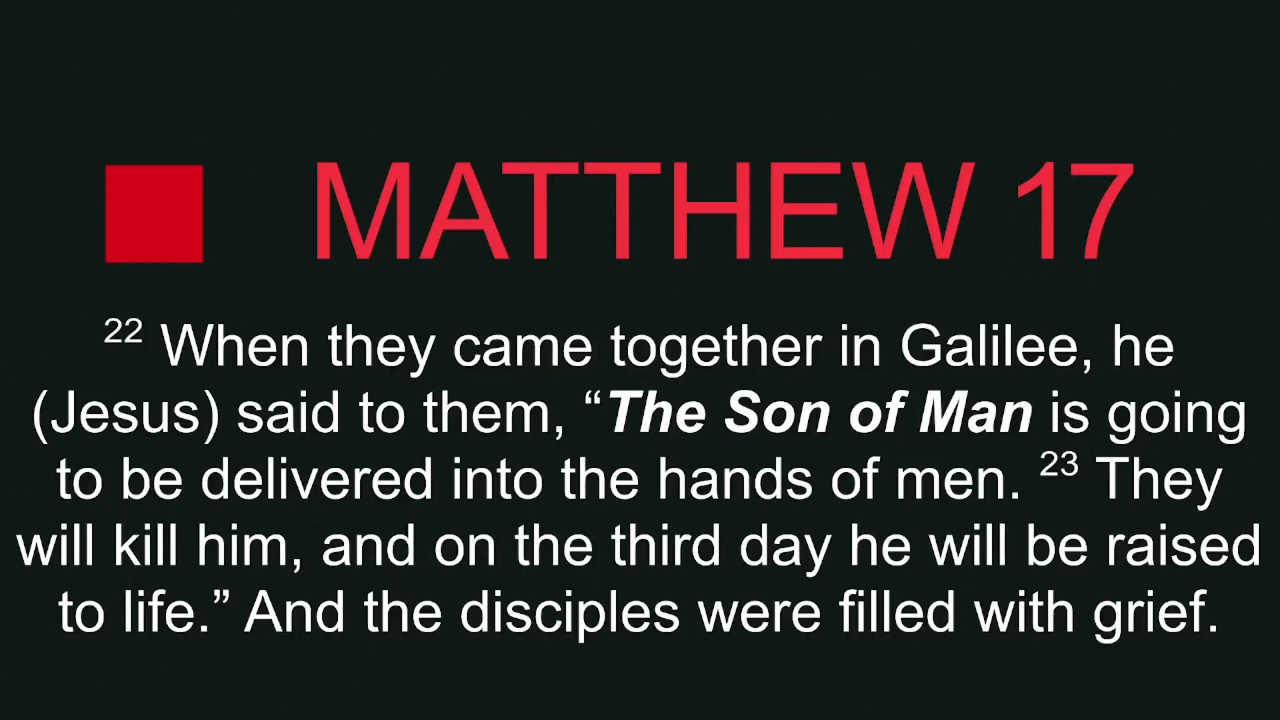 MATTHEW 17
22 When they came together in Galilee, he
(Jesus) said to them, “The Son of Man is going
to be delivered into the hands of men. 23 They
will kill him, and on the third day he will be raised
to life.” And the disciples were filled with grief.